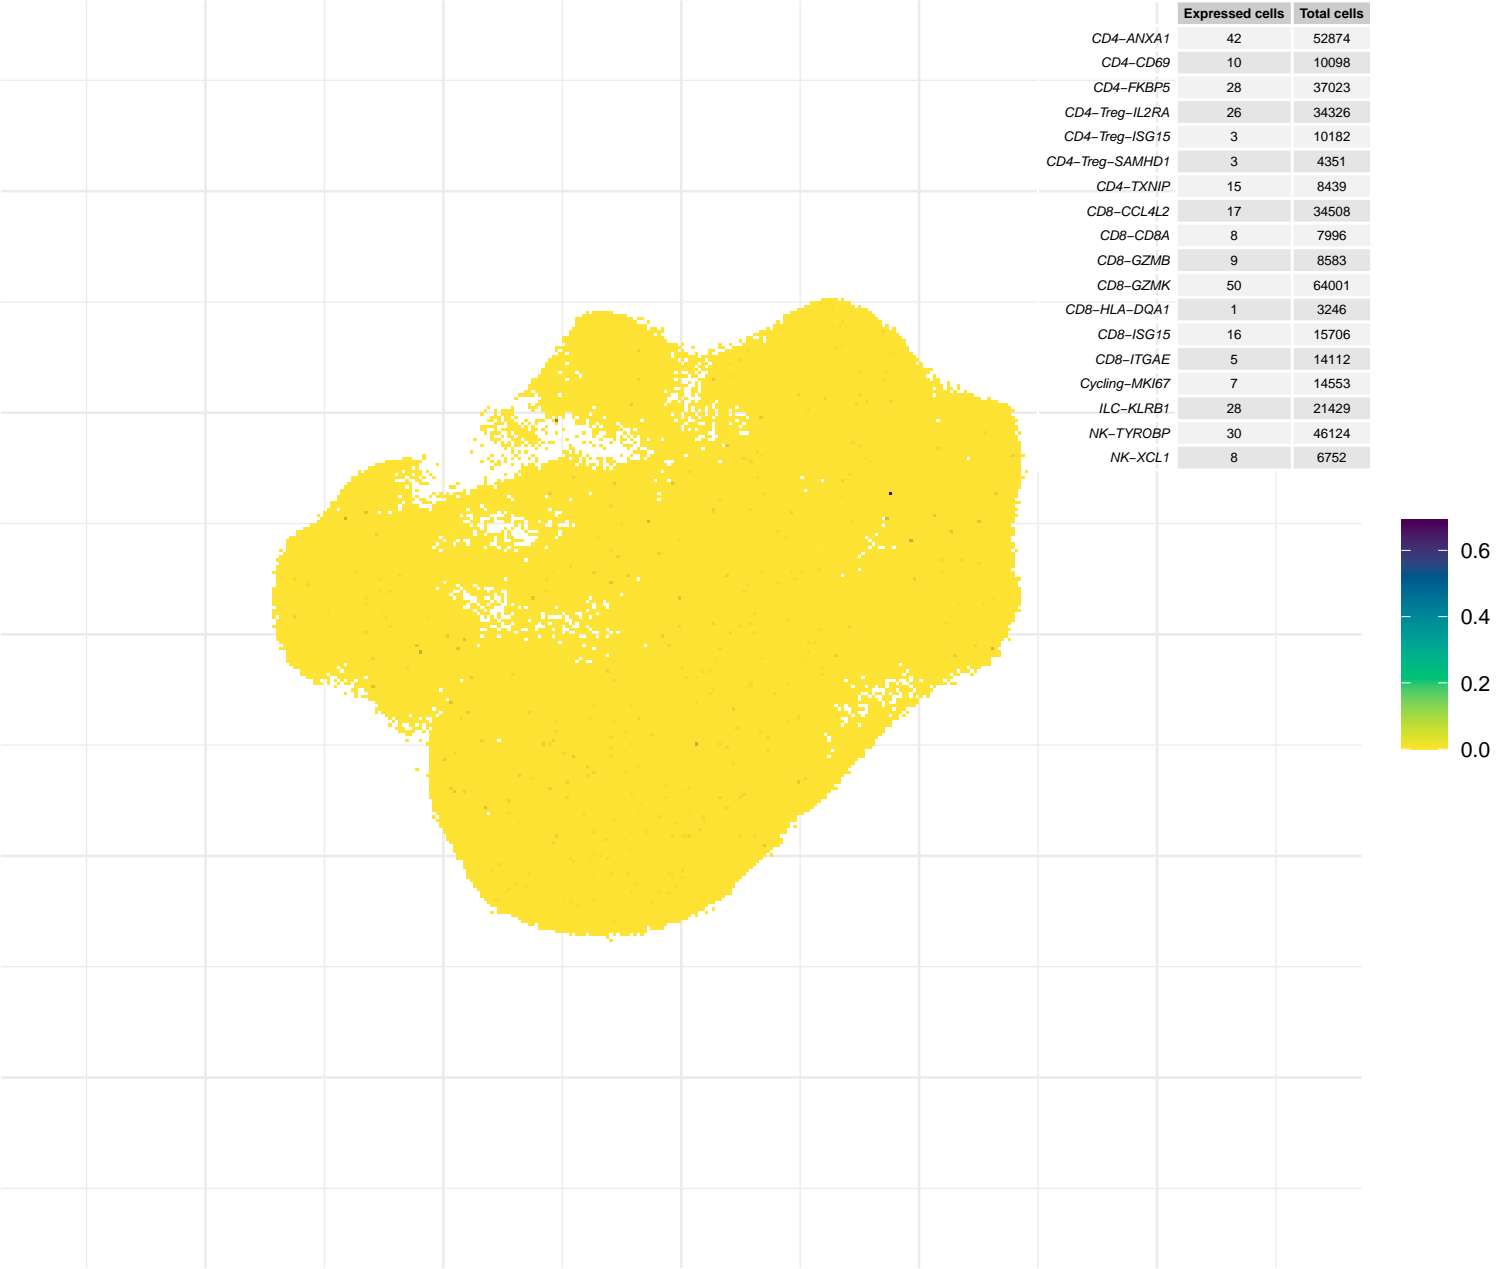 Expressed cells Total cells
CD4−ANXA1 42 52874
CD4−CD69 10 10098
CD4−FKBP5 28 37023
CD4−Treg−IL2RA 26 34326
CD4−Treg−ISG15 3 10182
CD4−Treg−SAMHD1 3 4351
CD4−TXNIP 15 8439
CD8−CCL4L2 17 34508
CD8−CD8A 8 7996
CD8−GZMB 9 8583
CD8−GZMK 50 64001
CD8−HLA−DQA1 1 3246
CD8−ISG15 16 15706
CD8−ITGAE 5 14112
Cycling−MKI67 7 14553
ILC−KLRB1 28 21429
NK−TYROBP 30 46124
NK−XCL1 8 6752
0.6
0.4
0.2
0.0